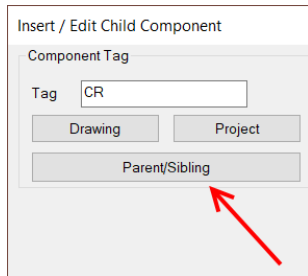 Insert / Edit Child Component
Component Tag
Tag CR
Drawing Project
Parent/Sibling